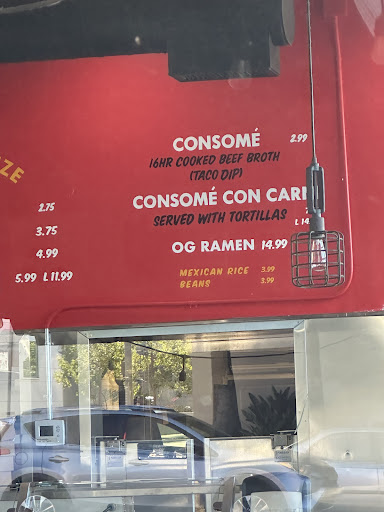 ZE
2.75
3.75
4.99
5.99 L 11.99
CONSOMÉ 2.99
16HR COOKED BEEF BROTH
(TACO DIP)
CONSOMÉ CON
SERVED WITH TORTILLAS
L 14
OG RAMEN 14.99
MEXICAN RICE 3.99
BEANS 3.99